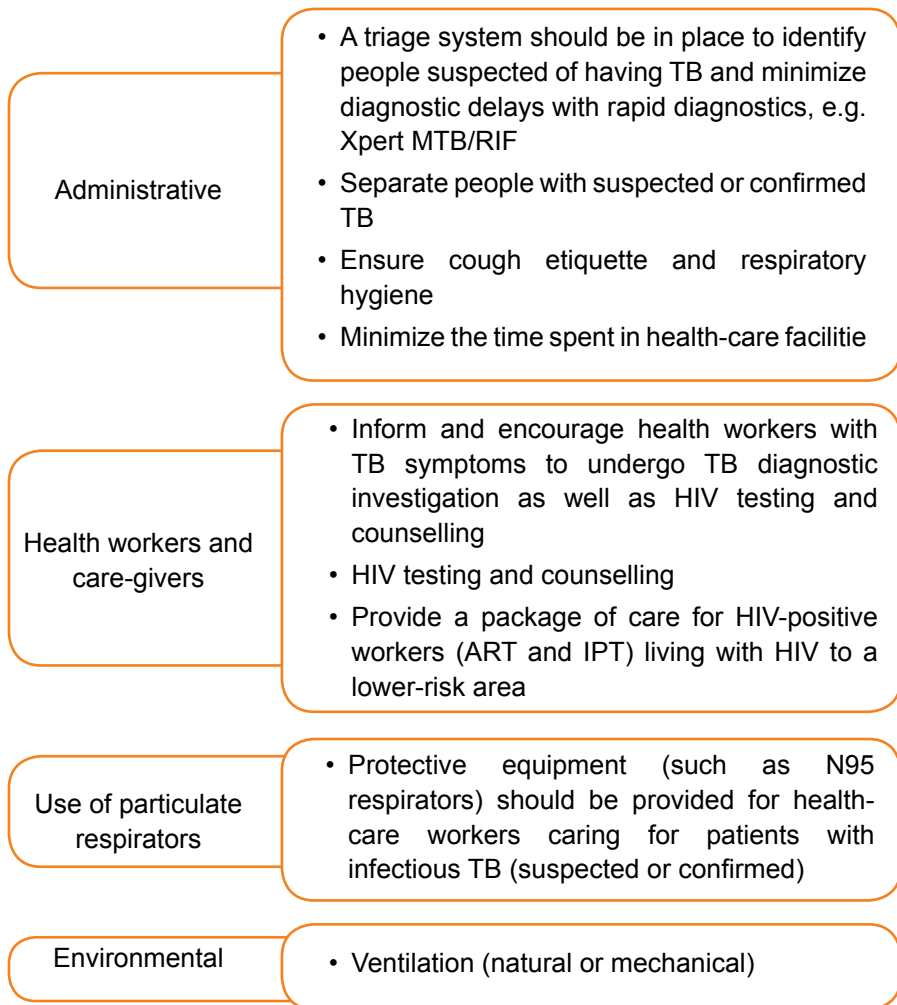 Administrative
• A triage system should be in place to identify
people suspected of having TB and minimize
diagnostic delays with rapid diagnostics, e.g.
Xpert MTB/RIF
• Separate people with suspected or confirmed
TB
• Ensure cough etiquette and respiratory
hygiene
• Minimize the time spent in health-care facilitie
Health workers and
care-givers
• Inform and encourage health workers with
TB symptoms to undergo TB diagnostic
investigation as well as HIV testing and
counselling
• HIV testing and counselling
• Provide a package of care for HIV-positive
workers (ART and IPT) living with HIV to a
lower-risk area
Use of particulate
respirators
• Protective equipment (such as N95
respirators) should be provided for health-
care workers caring for patients with
infectious TB (suspected or confirmed)
Environmental
• Ventilation (natural or mechanical)